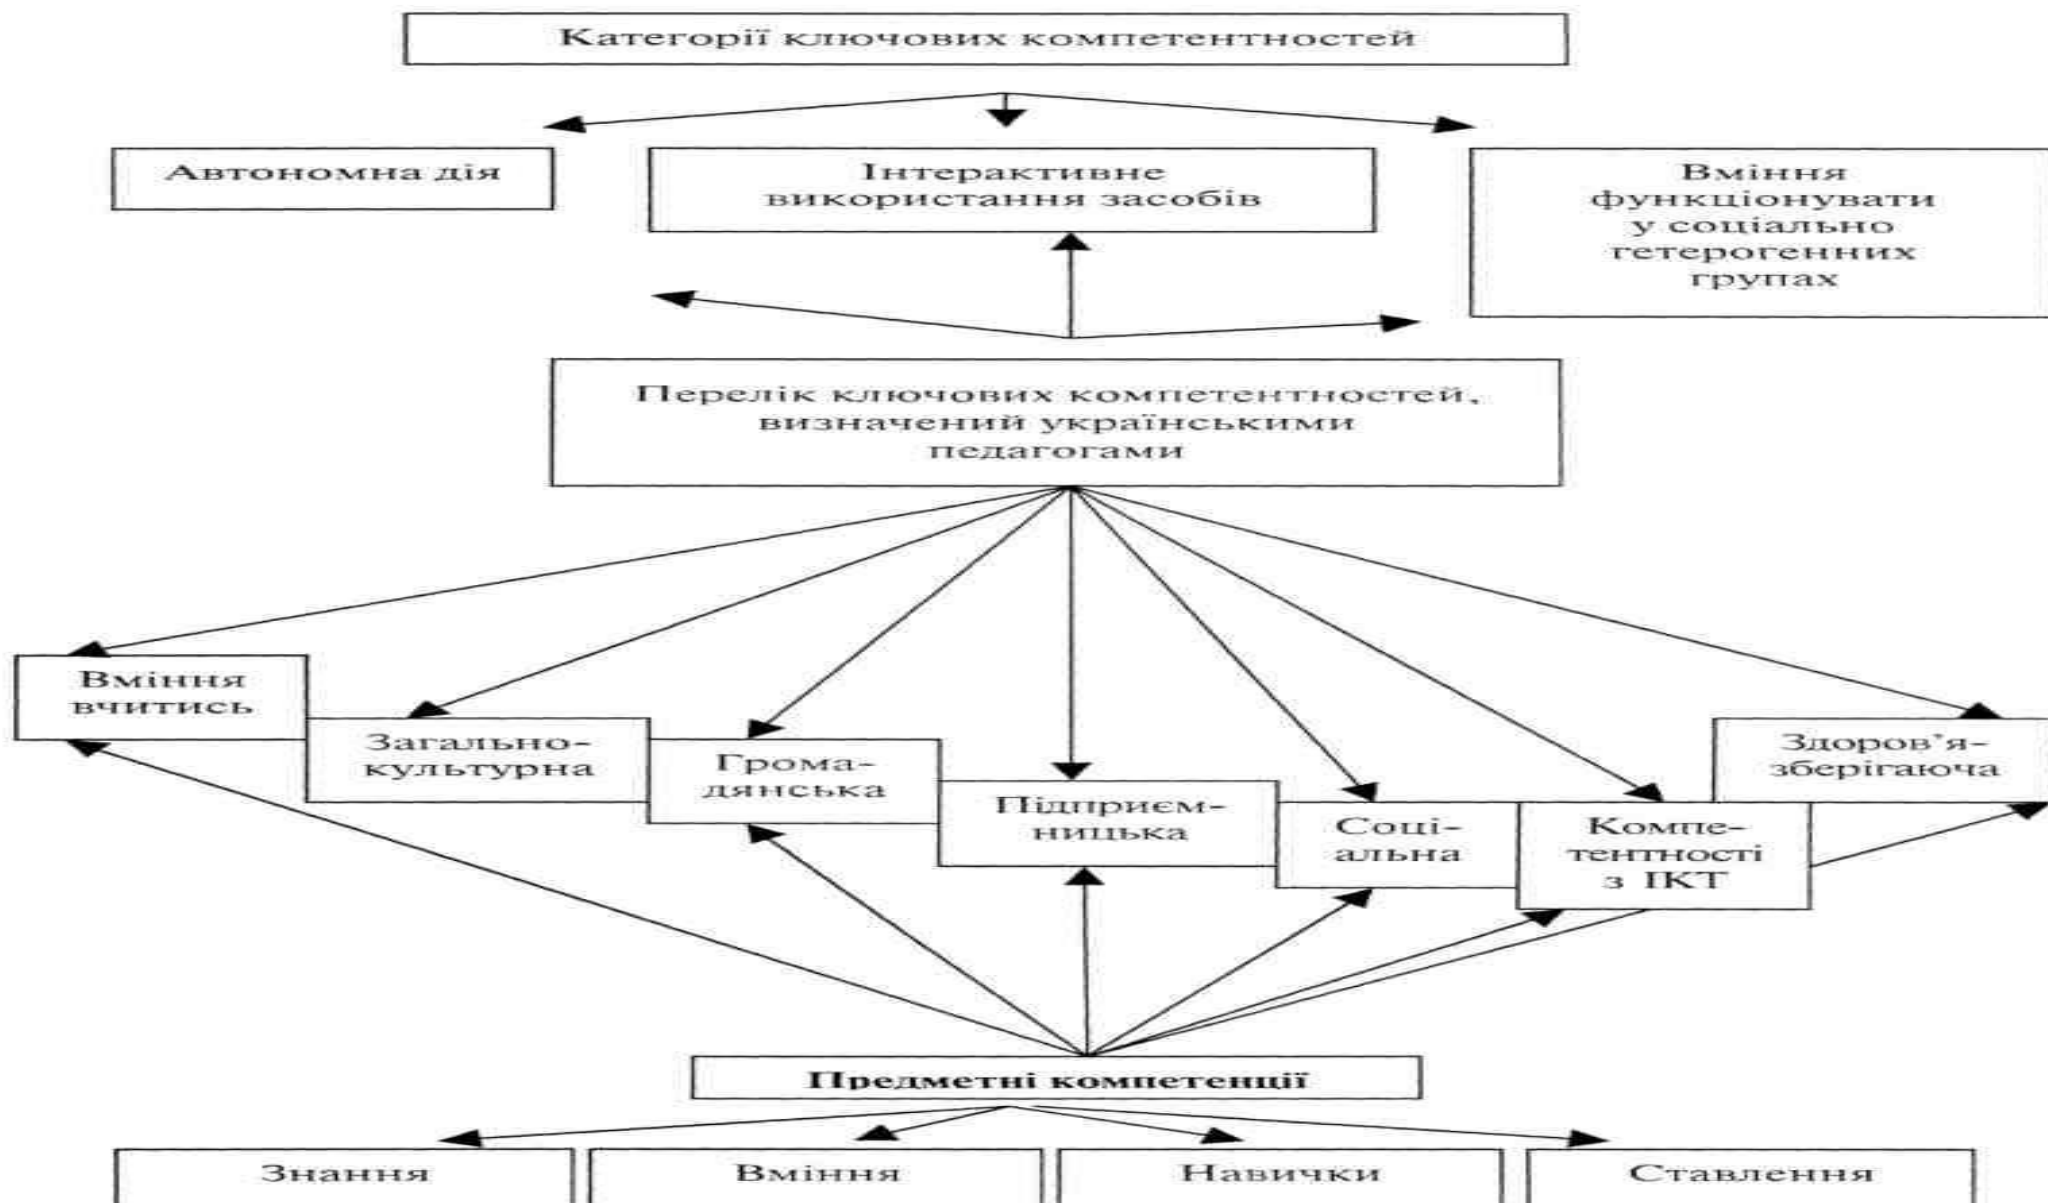 Категорії ключових компетентностей
Автономна дія
Інтерактивне
використання засобів
Вміння
функціонувати
у соціально
гетерогенних
групах
Перелік ключових компетентностей,
визначений українськими
педагогами
Вміння
вчитись
Загально-
культурна
Грома-
дянська
Підприєм-
ницька
Соці-
альна
Компе-
тентності
з ІКТ
Здоров’я-
зберігаюча
Предметні компетенції
Знання
Вміння
Навички
Ставлення